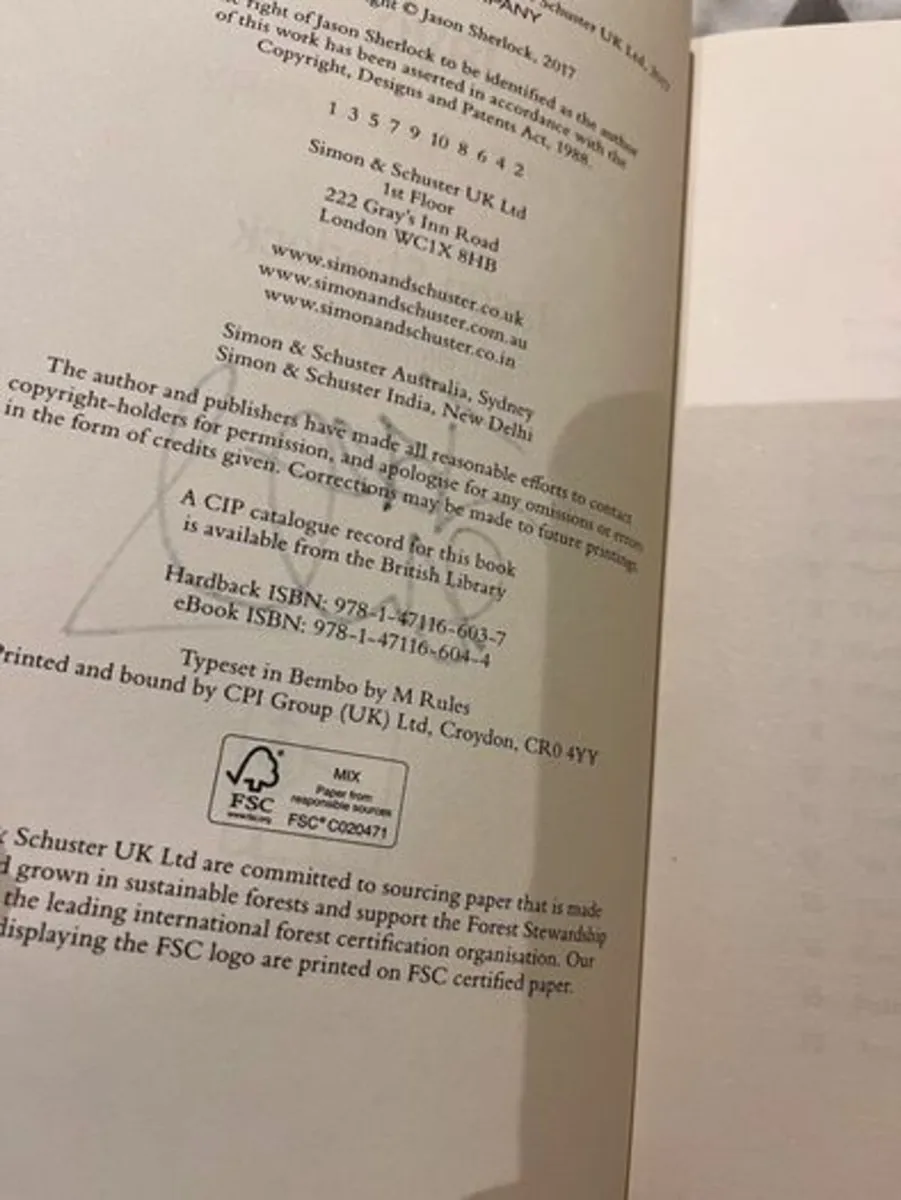 Schuster UK Ltd, 2017
MPANY
© Jason Sherlock, 2017
right of Jason Sherlock to be identified as the author
of this work has been asserted in accordance with the
Copyright, Designs and Patents Act, 1988.
1 3 5 7 9 10 8 6 4 2
Simon & Schuster UK Ltd
1st Floor
222 Gray's Inn Road
London WC1X 8HB
www.simonandschuster.co.uk
www.simonandschuster.com.au
www.simonandschuster.co.in
Simon & Schuster Australia, Sydney
Simon & Schuster India, New Delhi
The author and publishers have made all reasonable efforts to contact
copyright-holders for permission, and apologise for any omissions or errors
in the form of credits given. Corrections may be made to future printings.
A CIP catalogue record for this book
is available from the British Library
Hardback ISBN: 978-1-47116-603-7
eBook ISBN: 978-1-47116-604-4
Typeset in Bembo by M Rules
Printed and bound by CPI Group (UK) Ltd, Croydon, CR0 4YY
FSC
www.fsc.org
MIX
Paper from
responsible sources
FSC® C020471
& Schuster UK Ltd are committed to sourcing paper that is made
d grown in sustainable forests and support the Forest Stewardship
the leading international forest certification organisation. Our
displaying the FSC logo are printed on FSC certified paper.